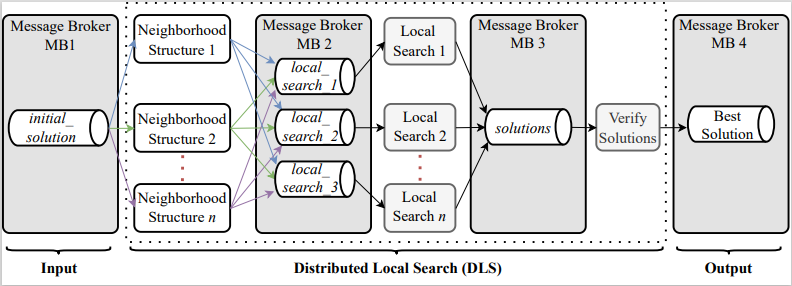 Message Broker
MB1
initial_
solution
Neighborhood
Structure 1
Neighborhood
Structure 2
Neighborhood
Structure n
Message Broker
MB 2
local_
search_1
local_
search_2
local_
search_3
Local
Search 1
Local
Search 2
Local
Search n
Message Broker
MB 3
solutions
Verify
Solutions
Message Broker
MB 4
Best
Solution
Input
Distributed Local Search (DLS)
Output